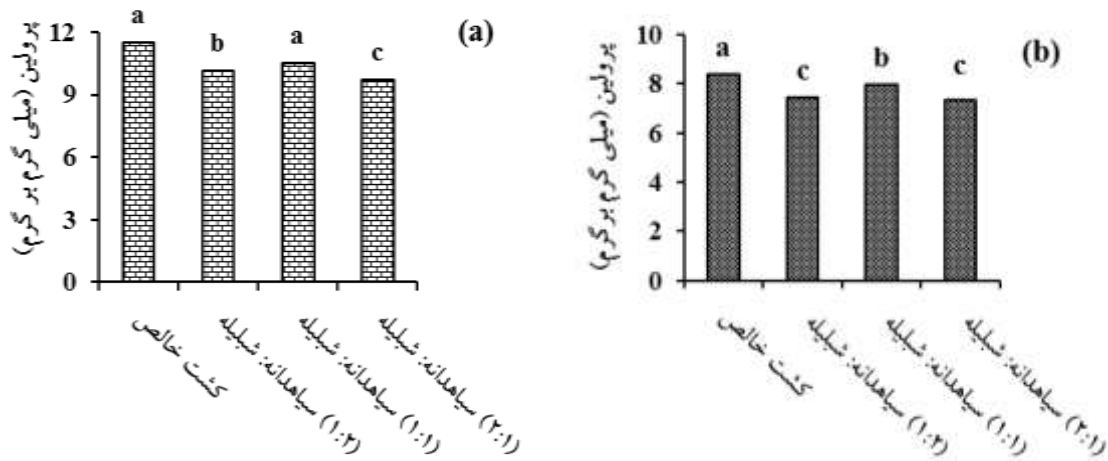 (a)
پرولین (میلی گرم بر گرم)
12
9
6
3
0
a
b
a
c
کشت خالص
سیاهدانه: شبلیله (۱:۲)
سیاهدانه: شبلیله (۱:۱)
سیاهدانه: شبلیله (۲:۱)
(b)
پرولین (میلی گرم بر گرم)
10
8
6
4
2
0
a
c
b
c
کشت خالص
سیاهدانه: شبلیله (۱:۲)
سیاهدانه: شبلیله (۱:۱)
سیاهدانه: شبلیله (۲:۱)